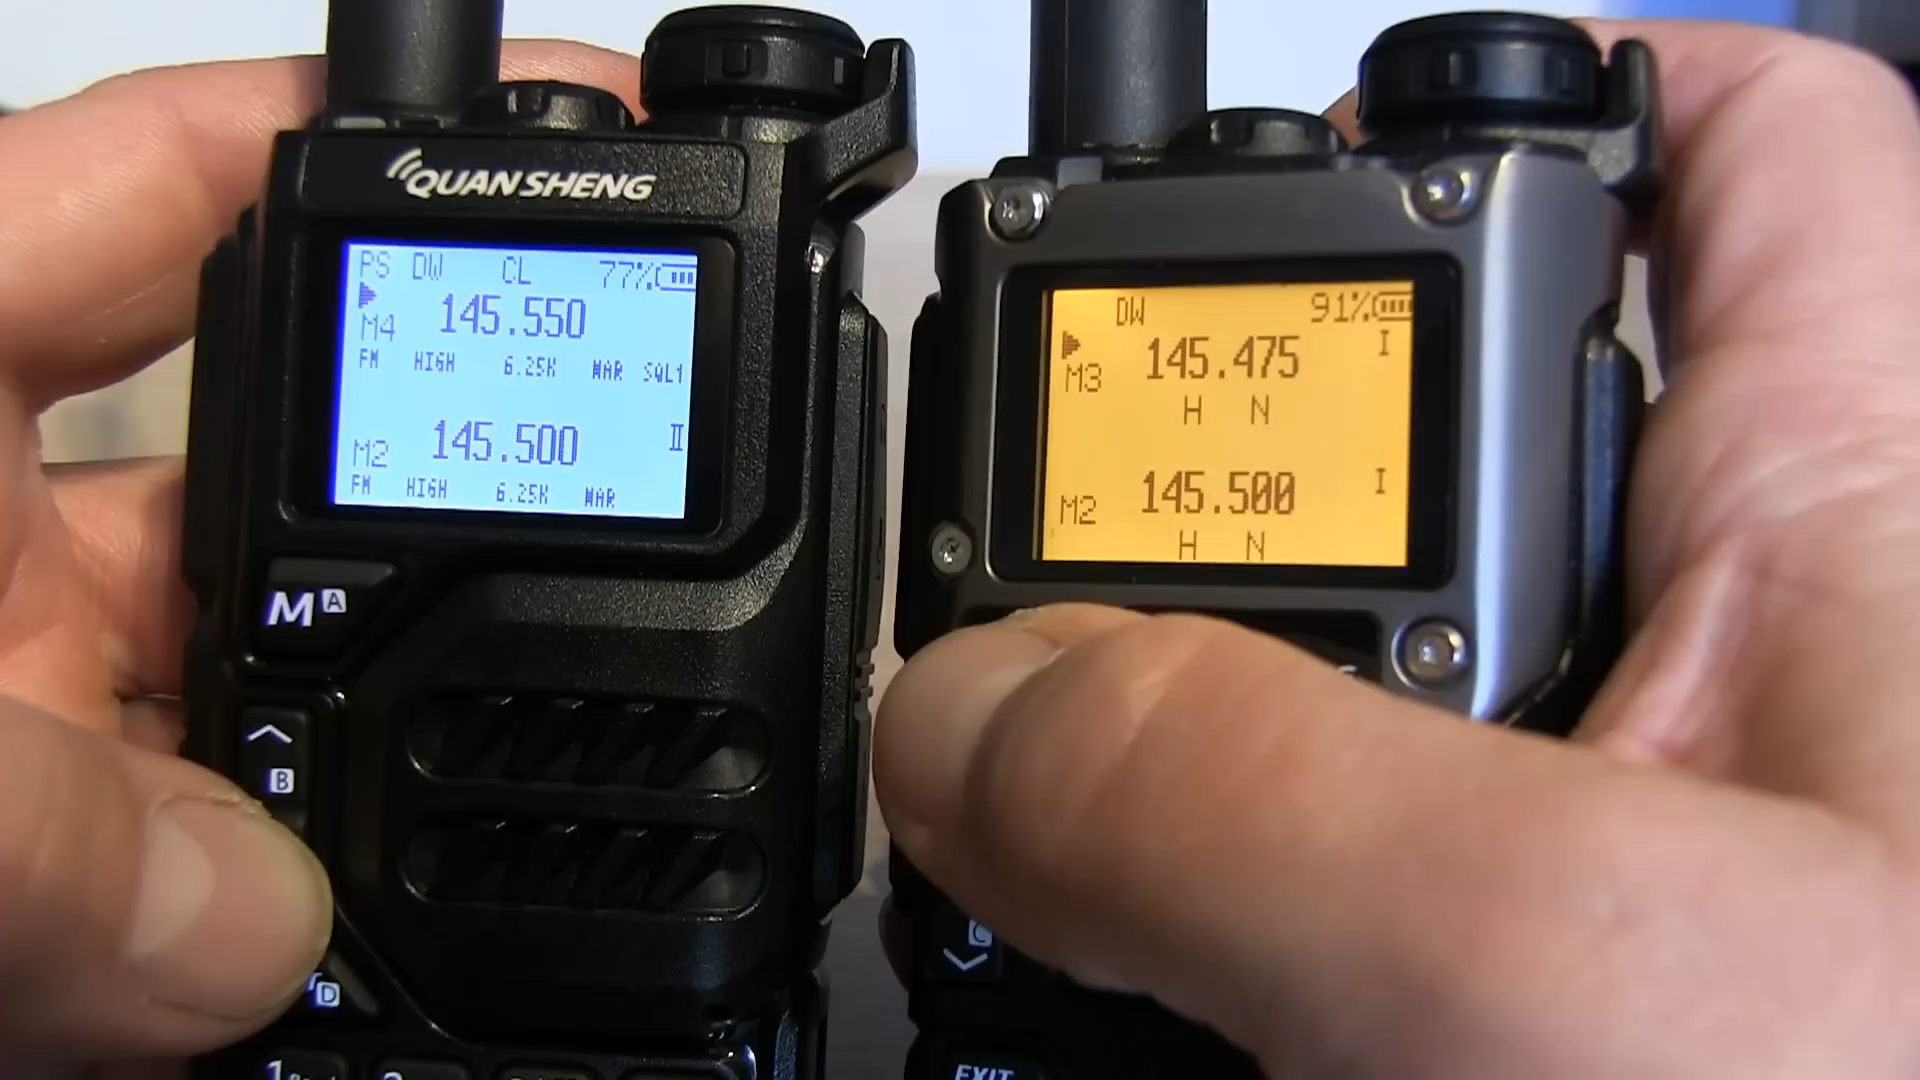 QUANSHENG
PS DW CL 77%
M4 145.550
FM HIGH 6.25K NAR SQL1
M2 145.500 II
FM HIGH 6.25K NAR
M A
B
D
DW 91%
M3 145.475 I
H N
M2 145.500 I
H N
C
EXIT